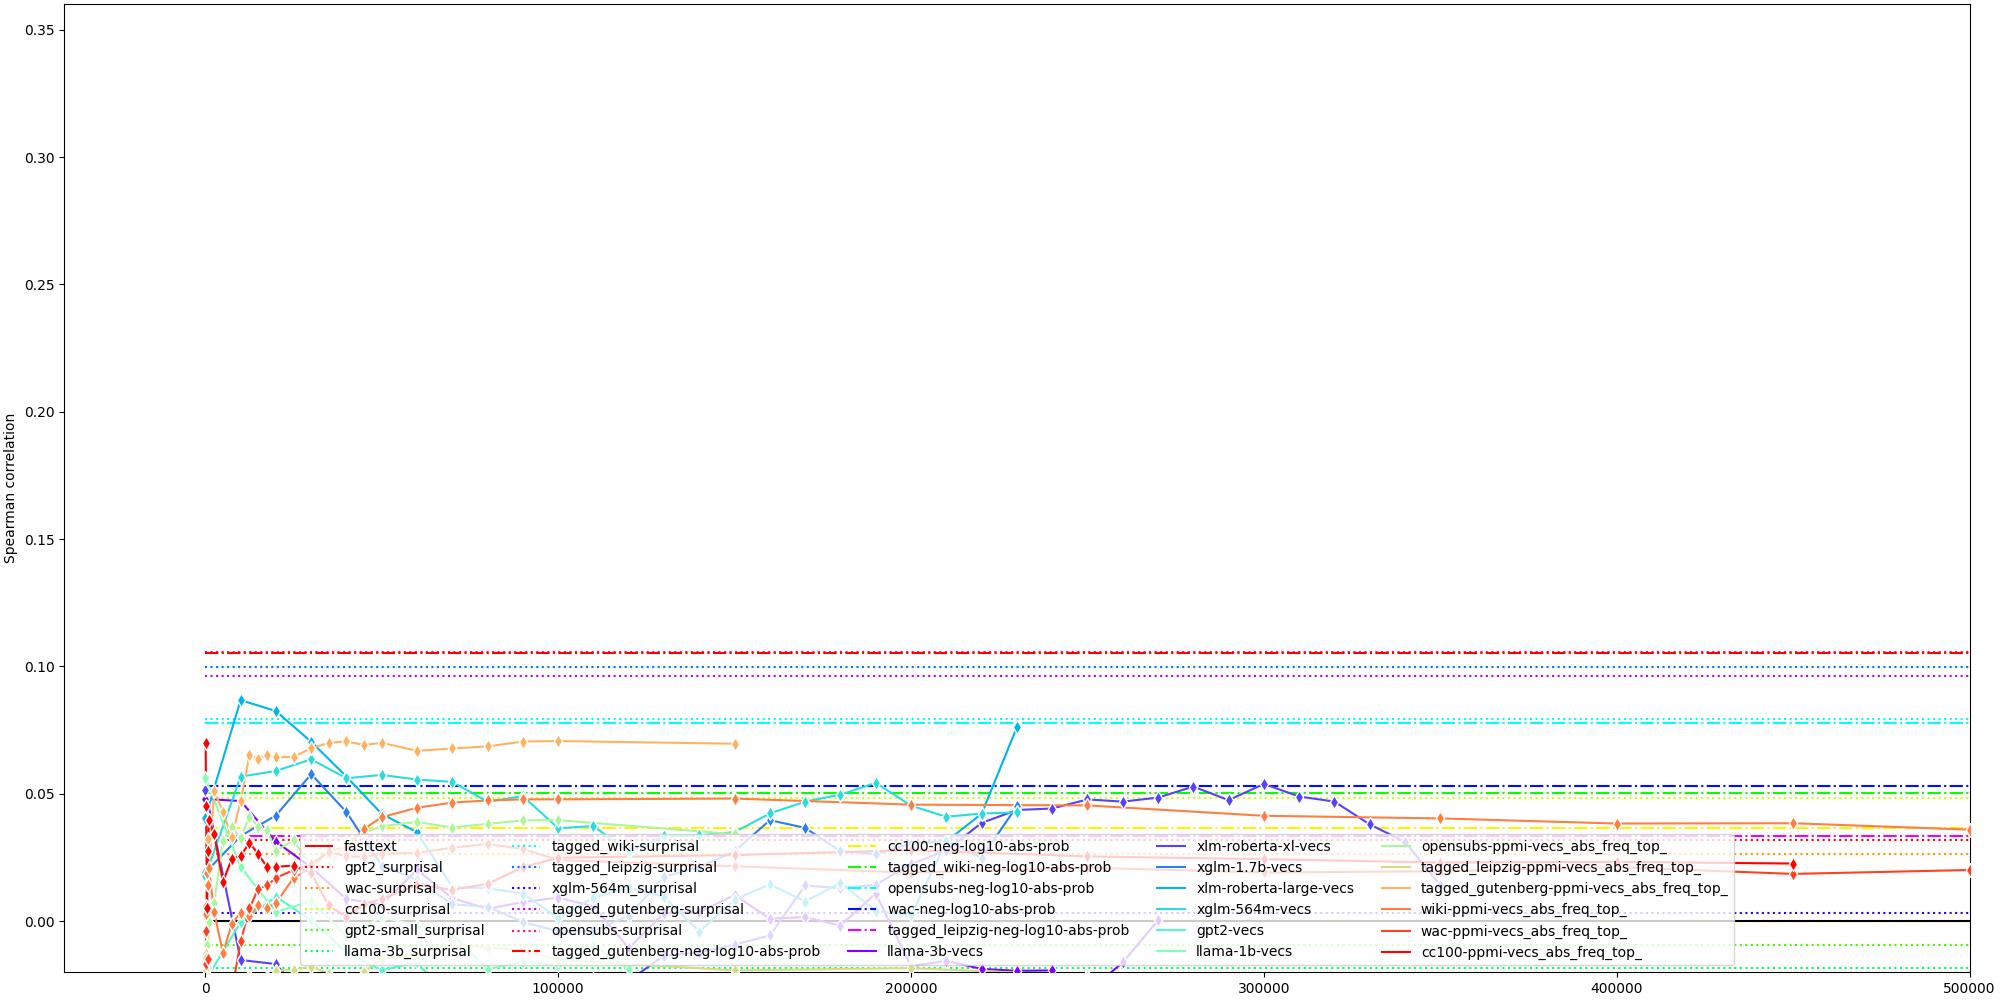 0.35
0.30
0.25
0.20
0.15
0.10
0.05
0.00
Spearman correlation
fasttext
gpt2_surprisal
wac-surprisal
cc100-surprisal
gpt2-small_surprisal
llama-3b_surprisal
tagged_wiki-surprisal
tagged_leipzig-surprisal
xglm-564m_surprisal
tagged_gutenberg-surprisal
opensubs-surprisal
tagged_gutenberg-neg-log10-abs-prob
cc100-neg-log10-abs-prob
tagged_wiki-neg-log10-abs-prob
opensubs-neg-log10-abs-prob
wac-neg-log10-abs-prob
tagged_leipzig-neg-log10-abs-prob
llama-3b-vecs
xlm-roberta-xl-vecs
xglm-1.7b-vecs
xlm-roberta-large-vecs
xglm-564m-vecs
gpt2-vecs
llama-1b-vecs
opensubs-ppmi-vecs_abs_freq_top_
tagged_leipzig-ppmi-vecs_abs_freq_top_
tagged_gutenberg-ppmi-vecs_abs_freq_top_
wiki-ppmi-vecs_abs_freq_top_
wac-ppmi-vecs_abs_freq_top_
cc100-ppmi-vecs_abs_freq_top_
0 100000 200000 300000 400000 500000